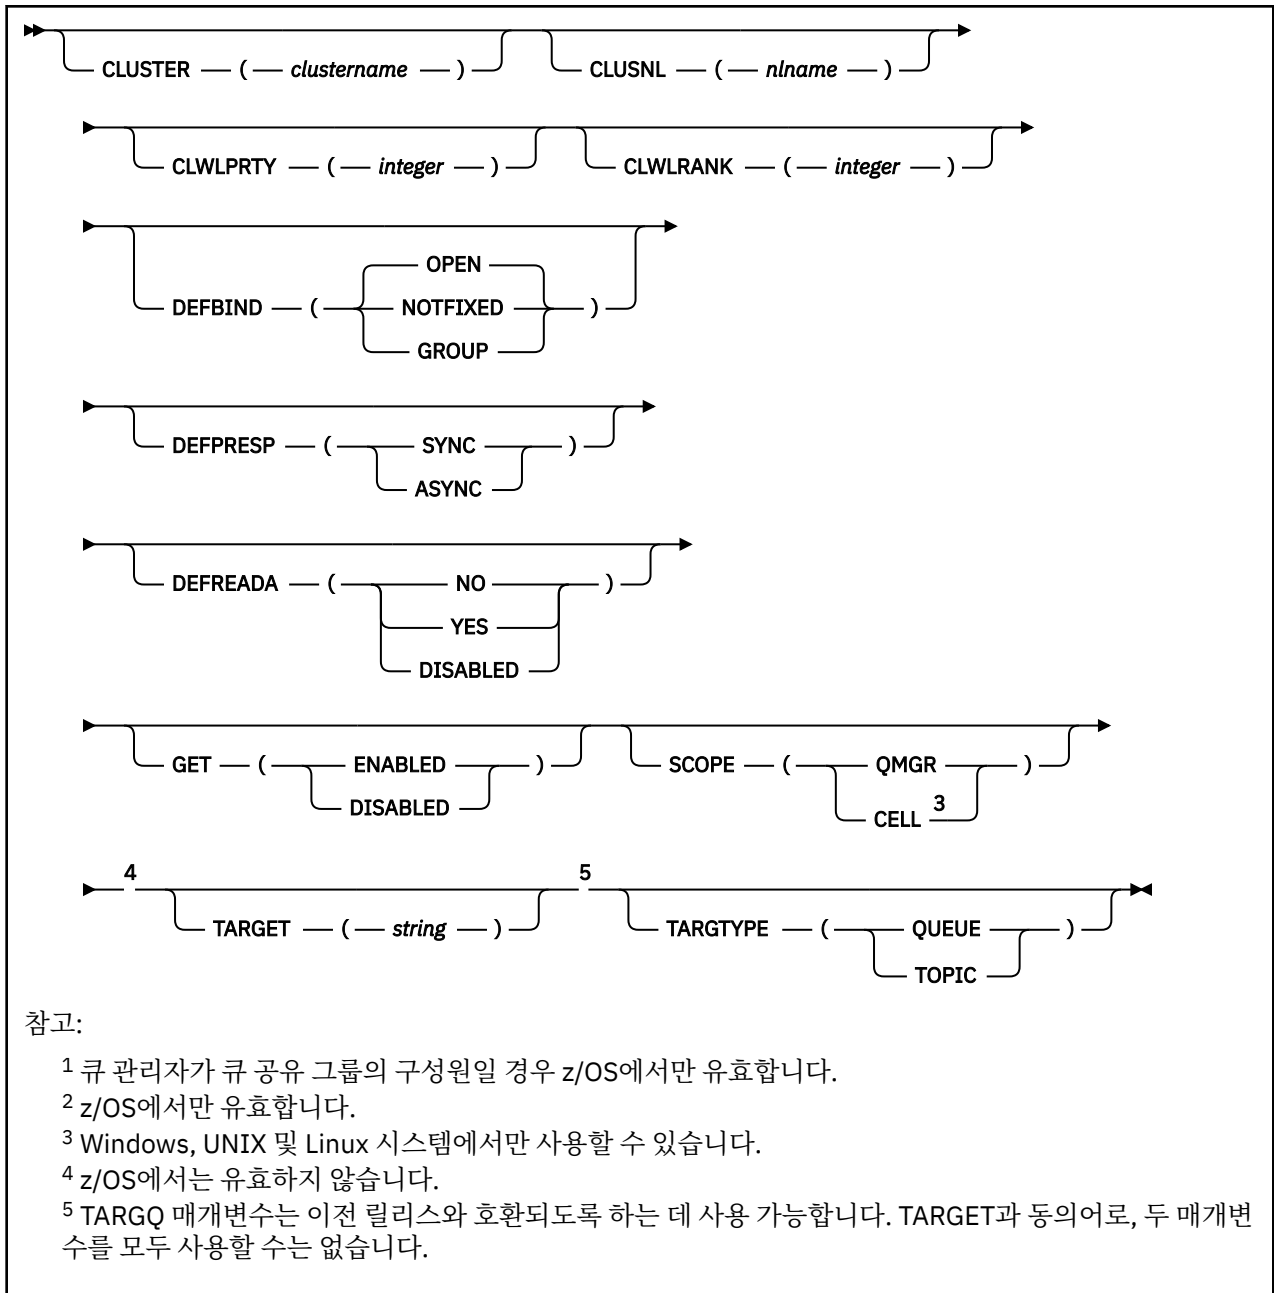 CLUSTER ( clustername ) CLUSNL ( nlname )
CLWLPRTY ( integer ) CLWLRANK ( integer )
OPEN
DEFBIND ( NOTFIXED )
GROUP
DEFPRESP ( SYNC )
ASYNC
DEFREADA ( NO )
YES
DISABLED
GET ( ENABLED ) SCOPE ( QMGR )
DISABLED CELL 3
4 5
TARGET ( string ) TARGTYPE ( QUEUE )
TOPIC
참고:
1 큐 관리자가 큐 공유 그룹의 구성원일 경우 z/OS에서만 유효합니다.
2 z/OS에서만 유효합니다.
3 Windows, UNIX 및 Linux 시스템에서만 사용할 수 있습니다.
4 z/OS에서는 유효하지 않습니다.
5 TARGQ 매개변수는 이전 릴리스와 호환되도록 하는 데 사용 가능합니다. TARGET과 동의어로, 두 매개변
수를 모두 사용할 수는 없습니다.